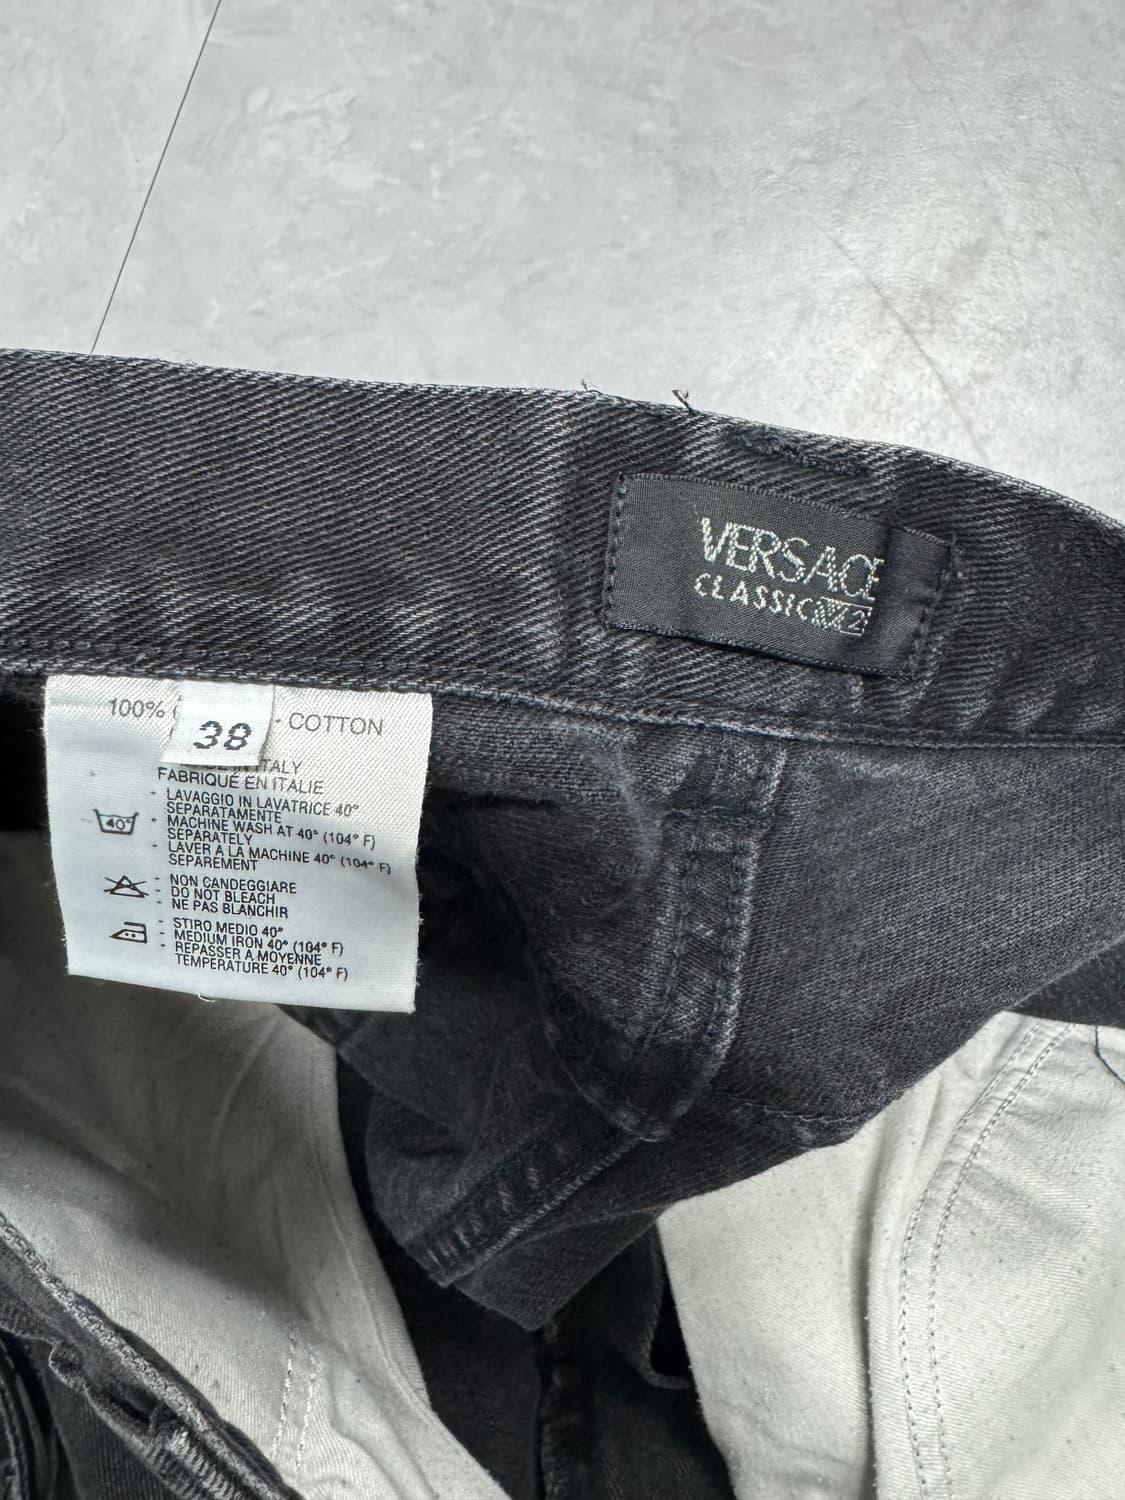 VERSACE
CLASSIC V2
100%
38
- COTTON
ITALY
FABRIQUÉ EN ITALIE
- LAVAGGIO IN LAVATRICE 40°
SEPARATAMENTE
40°
- MACHINE WASH AT 40° (104° F)
SEPARATELY
- LAVER A LA MACHINE 40° (104° F)
SEPAREMENT
- NON CANDEGGIARE
- DO NOT BLEACH
- NE PAS BLANCHIR
- STIRO MEDIO 40°
- MEDIUM IRON 40° (104° F)
- REPASSER A MOYENNE
TEMPERATURE 40° (104° F)